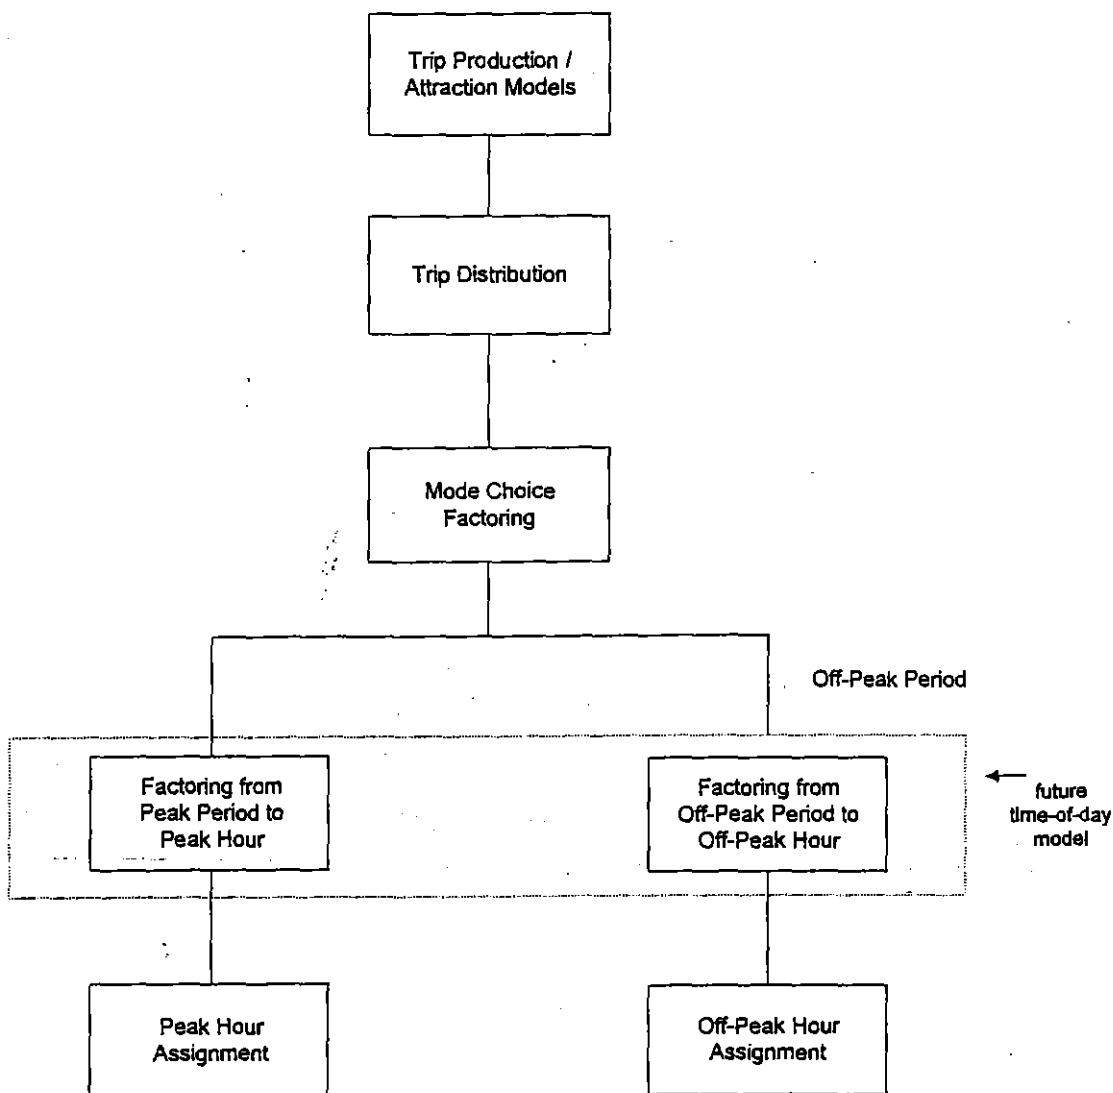 Trip Production /
Attraction Models
Trip Distribution
Mode Choice
Factoring
Off-Peak Period
Factoring from
Peak Period to
Peak Hour
Factoring from
Off-Peak Period to
Off-Peak Hour
future
time-of-day
model
Peak Hour
Assignment
Off-Peak Hour
Assignment